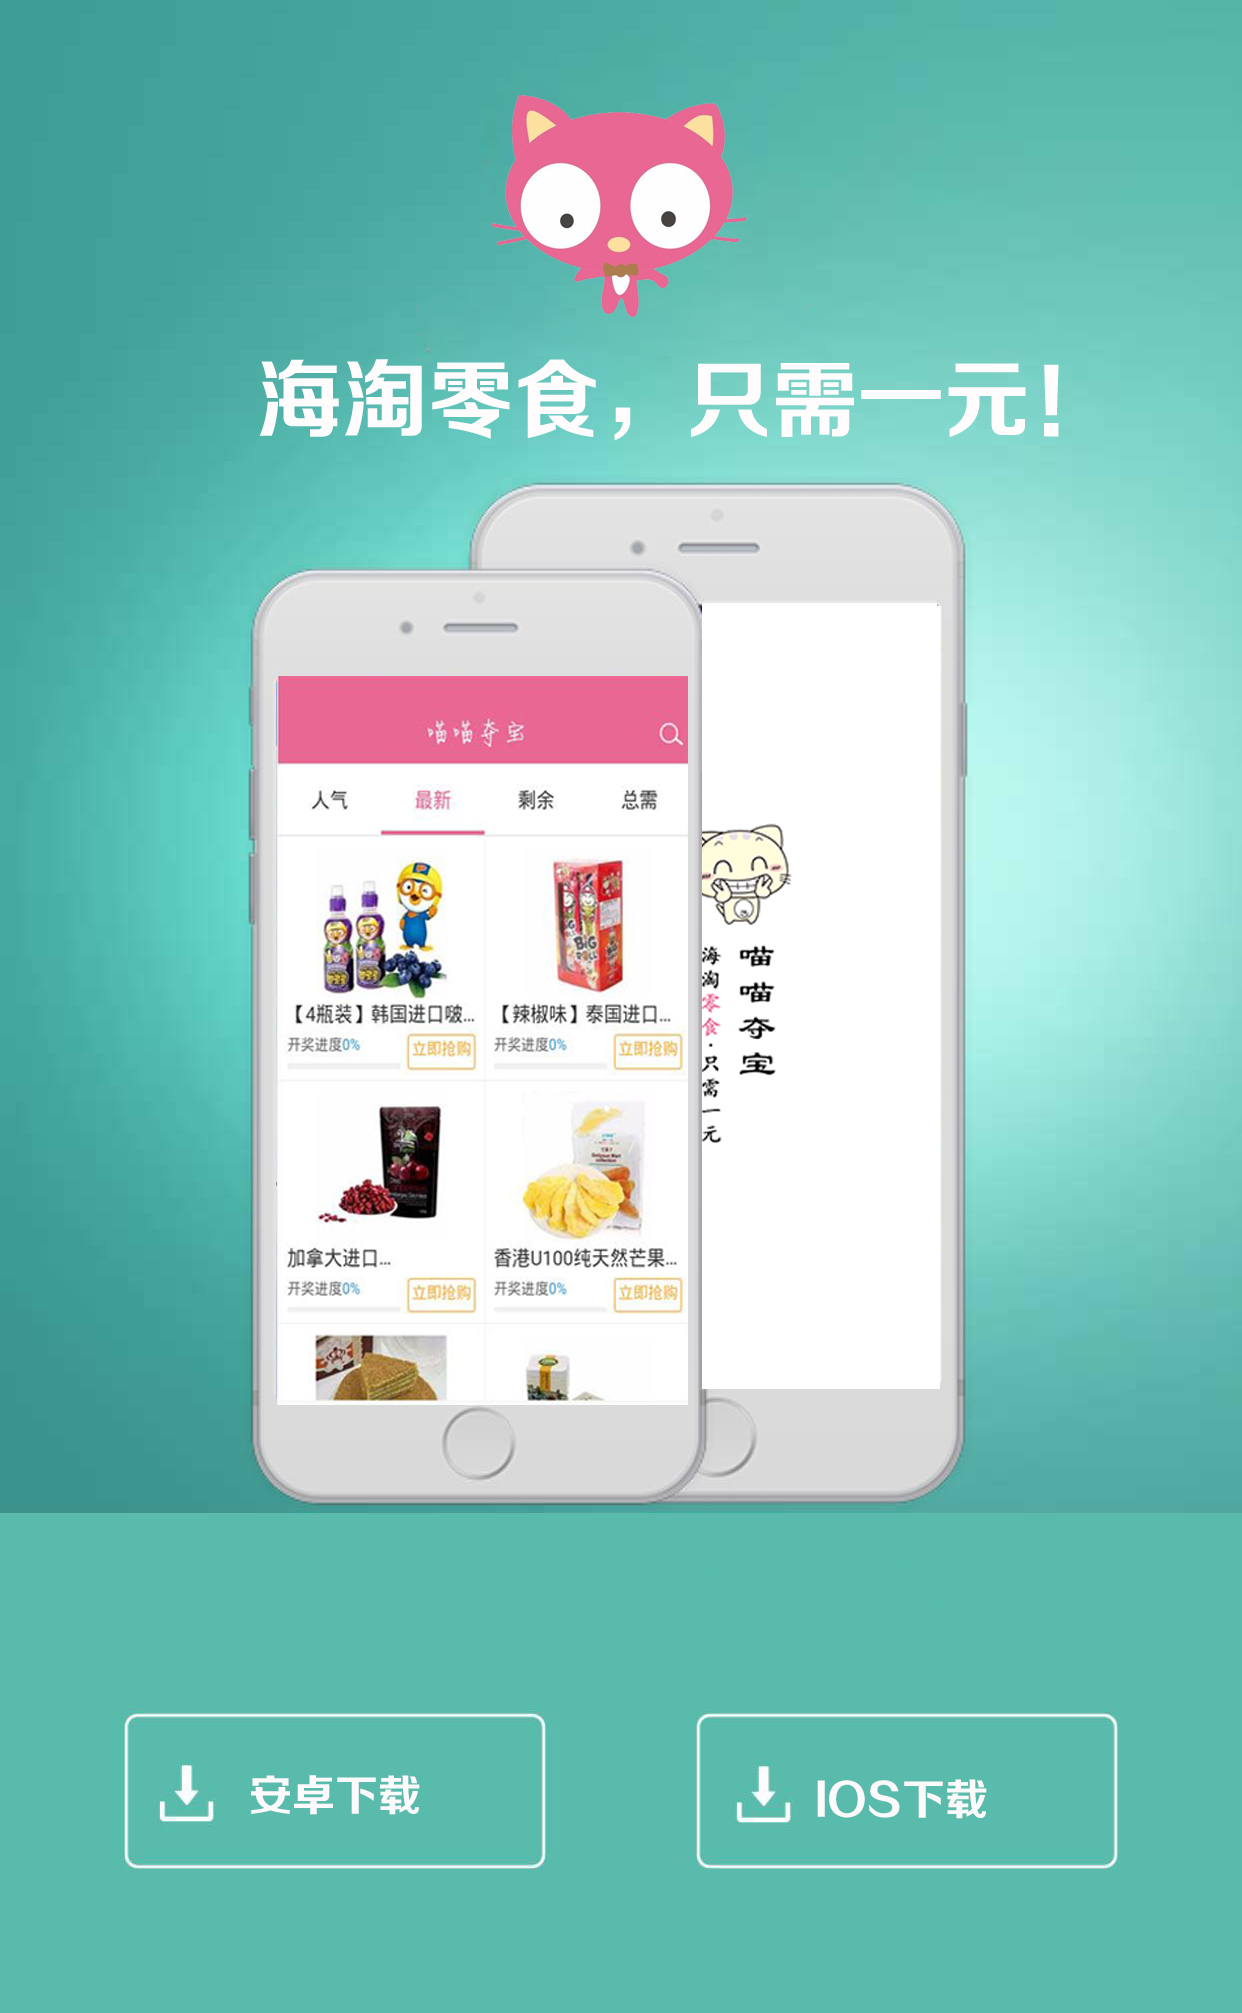 海淘零食，只需一元！
喵喵夺宝
人气 最新 剩余 总需
【4瓶装】韩国进口啵...
开奖进度0%
立即抢购
【辣椒味】泰国进口...
开奖进度0%
立即抢购
BIG ROLL
加拿大进口...
开奖进度0%
立即抢购
香港U100纯天然芒果...
开奖进度0%
立即抢购
喵喵夺宝
海淘零食·只需一元
安卓下载
IOS下载